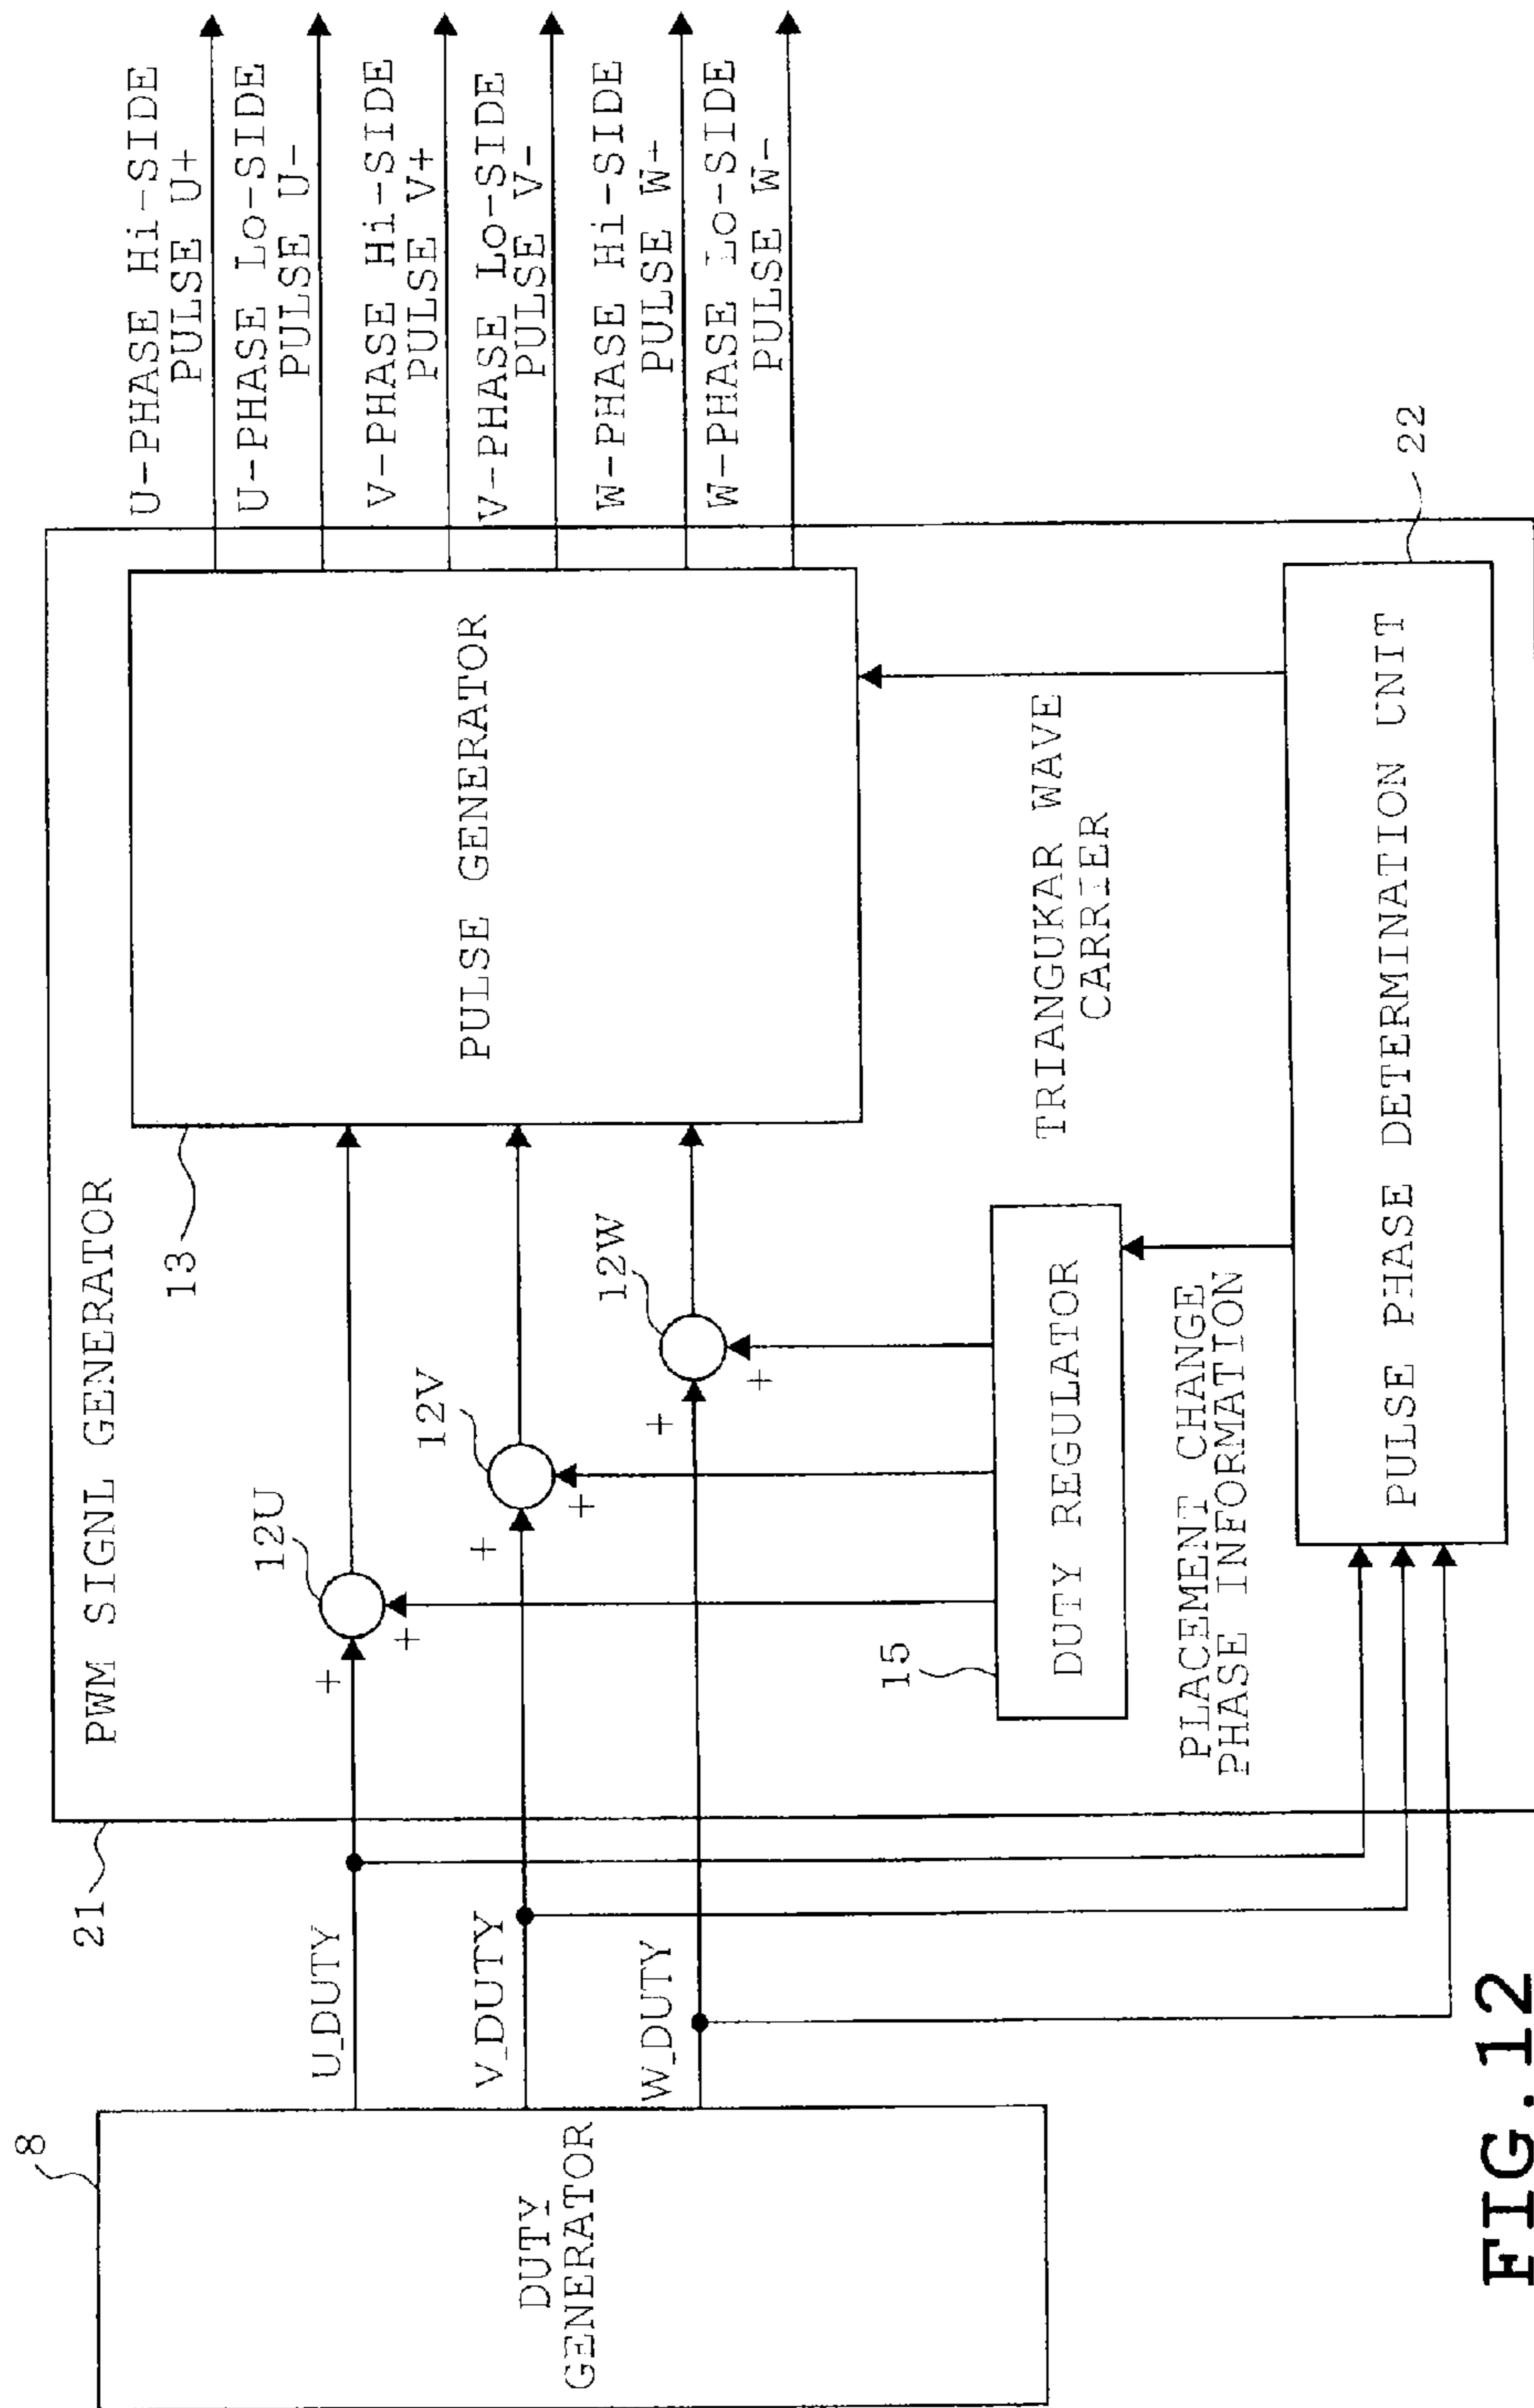 8
DUTY
GENERATOR
U_DUTY
V_DUTY
W_DUTY
21
PWM SIGNL GENERATOR
12U
+
+
12V
+
+
12W
+
+
13
PULSE GENERATOR
15
DUTY REGULATOR
PLACEMENT CHANGE
PHASE INFORMATION
TRIANGUKAR WAVE
CARRIER
PULSE PHASE DETERMINATION UNIT
22
U-PHASE Hi-SIDE
PULSE U+
U-PHASE Lo-SIDE
PULSE U-
V-PHASE Hi-SIDE
PULSE V+
V-PHASE Lo-SIDE
PULSE V-
W-PHASE Hi-SIDE
PULSE W+
W-PHASE Lo-SIDE
PULSE W-
FIG.12